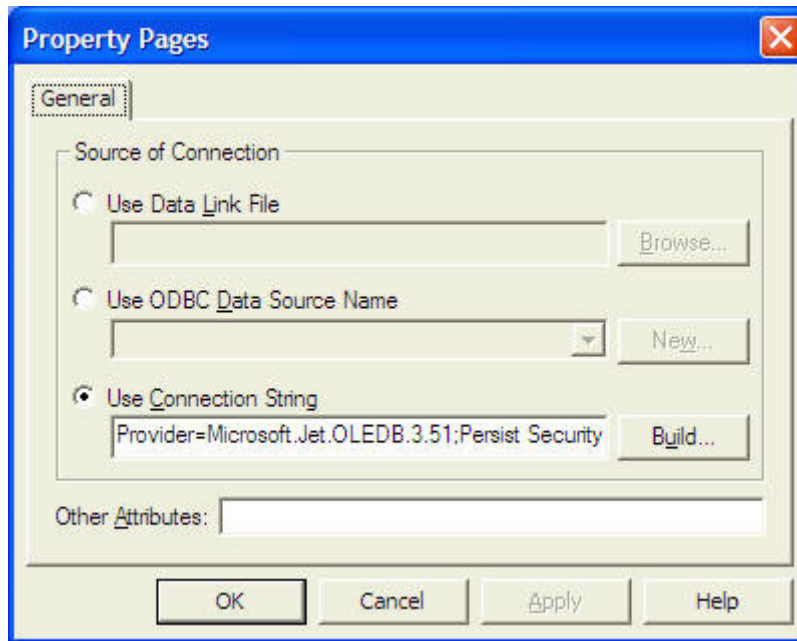 Property Pages
General
Source of Connection
Use Data Link File
Browse...
Use ODBC Data Source Name
New...
Use Connection String
Provider=Microsoft.Jet.OLEDB.3.51;Persist Security
Build...
Other Attributes:
OK Cancel Apply Help